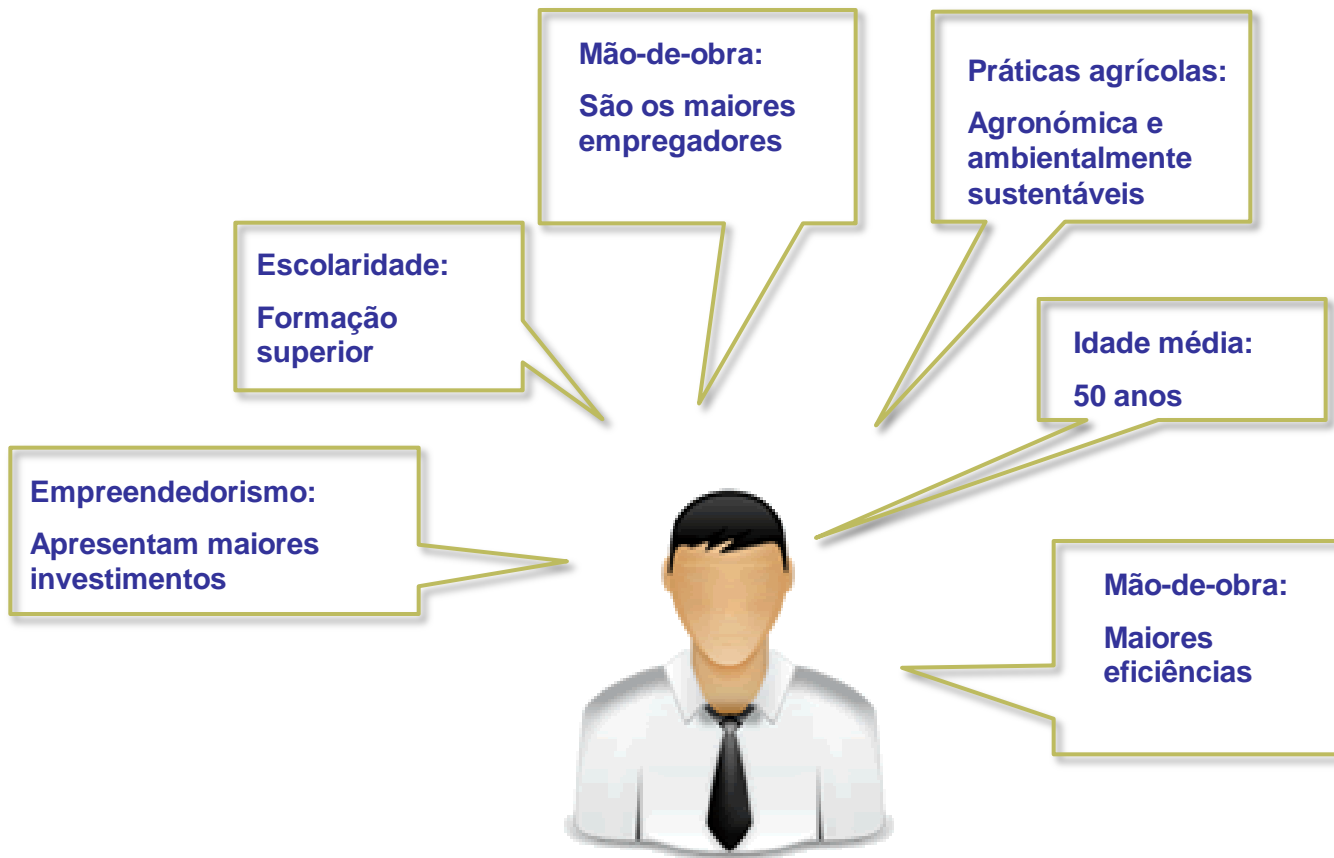 Mão-de-obra:
São os maiores
empregadores
Práticas agrícolas:
Agronómica e
ambientalmente
sustentáveis
Escolaridade:
Formação
superior
Idade média:
50 anos
Empreendedorismo:
Apresentam maiores
investimentos
Mão-de-obra:
Maiores
eficiências